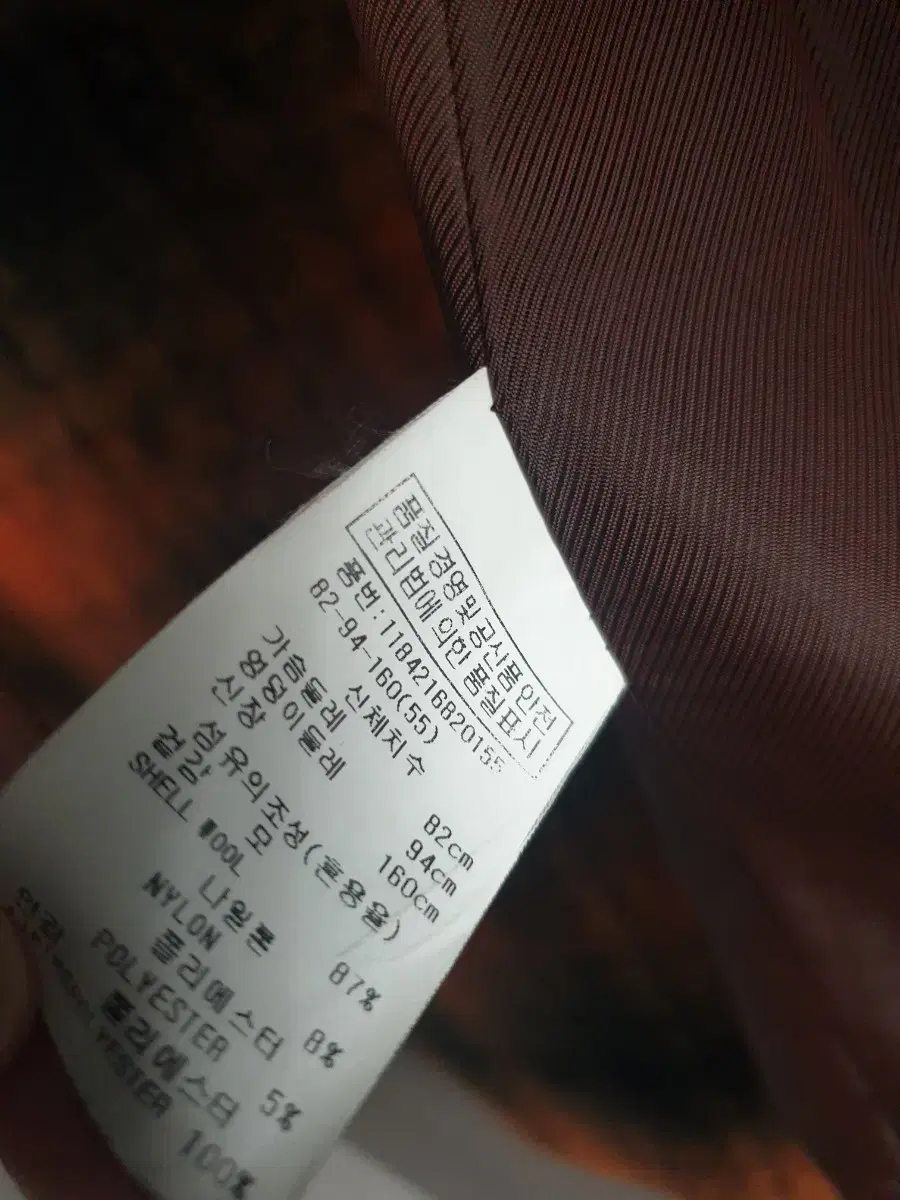 품질경영및공산품안전
관리법에 의한 품질표시
품번:1184216820155
82-94-160(55)
신체치수
가슴둘레 82cm
엉덩이둘레 94cm
신장 160cm
섬유의조성(혼용율)
겉감 모 87%
SHELL WOOL
나일론 8%
NYLON
폴리에스터 5%
POLYESTER
안감 폴리에스터 100%